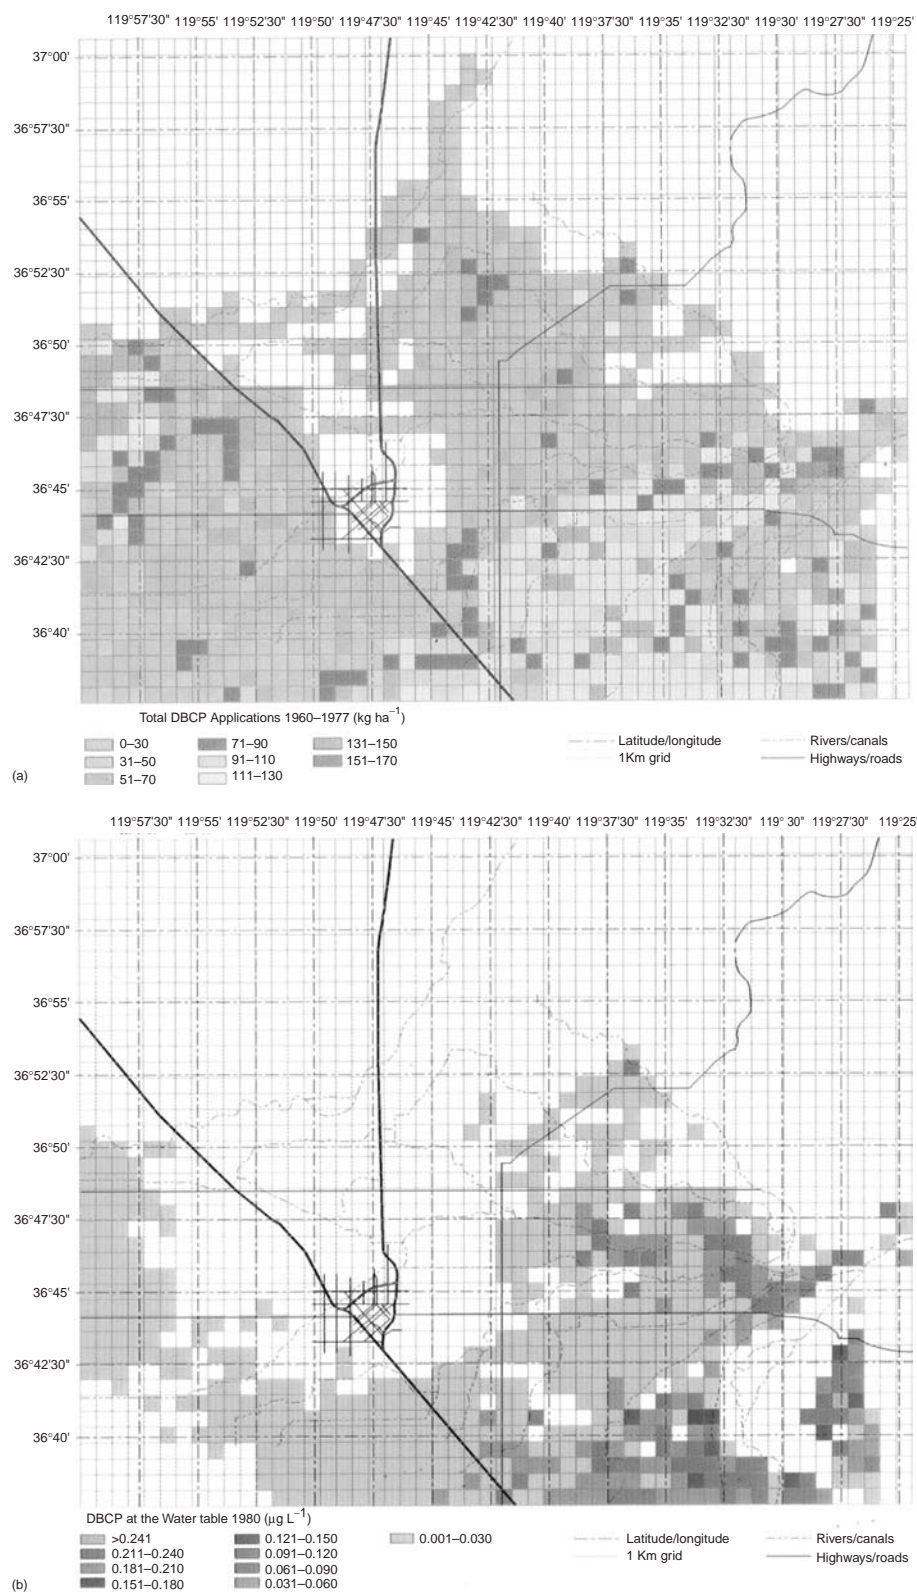 119°57'30" 119°55' 119°52'30" 119°50' 119°47'30" 119°45' 119°42'30" 119°40' 119°37'30" 119°35' 119°32'30" 119°30' 119°27'30" 119°25'
37°00'
36°57'30"
36°55'
36°52'30"
36°50'
36°47'30"
36°45'
36°42'30"
36°40'
Total DBCP Applications 1960–1977 (kg ha⁻¹)
0–30 71–90 131–150 Latitude/longitude Rivers/canals
31–50 91–110 151–170 1Km grid Highways/roads
51–70 111–130
(a)
119°57'30" 119°55' 119°52'30" 119°50' 119°47'30" 119°45' 119°42'30" 119°40' 119°37'30" 119°35' 119°32'30" 119°30' 119°27'30" 119°25'
37°00'
36°57'30"
36°55'
36°52'30"
36°50'
36°47'30"
36°45'
36°42'30"
36°40'
DBCP at the Water table 1980 (µg L⁻¹)
>0.241 0.121–0.150 0.001–0.030 Latitude/longitude Rivers/canals
0.211–0.240 0.091–0.120 1 Km grid Highways/roads
0.181–0.210 0.061–0.090
0.151–0.180 0.031–0.060
(b)